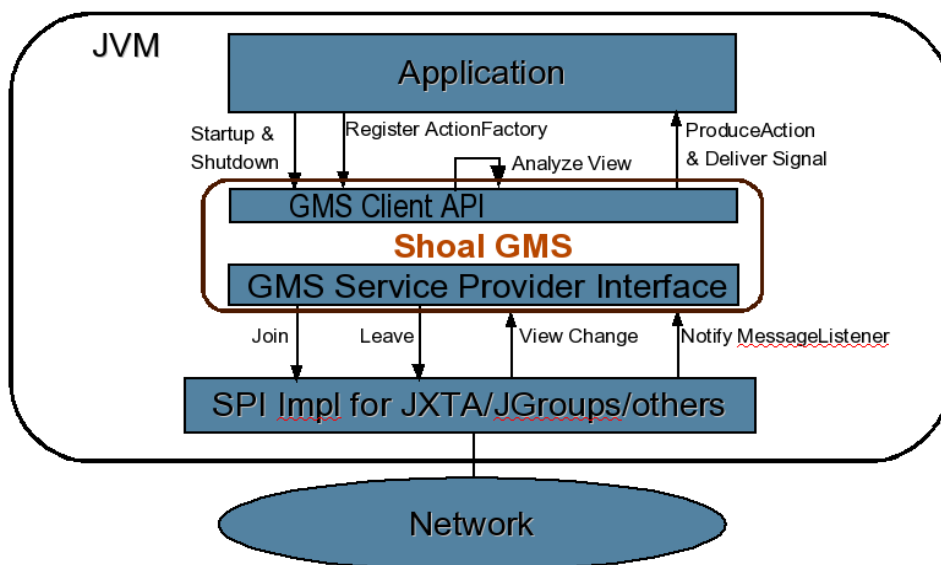 JVM
Application
Startup &
Shutdown
Register ActionFactory
Analyze View
ProduceAction
& Deliver Signal
GMS Client API
Shoal GMS
GMS Service Provider Interface
Join
Leave
View Change
Notify MessageListener
SPI Impl for JXTA/JGroups/others
Network